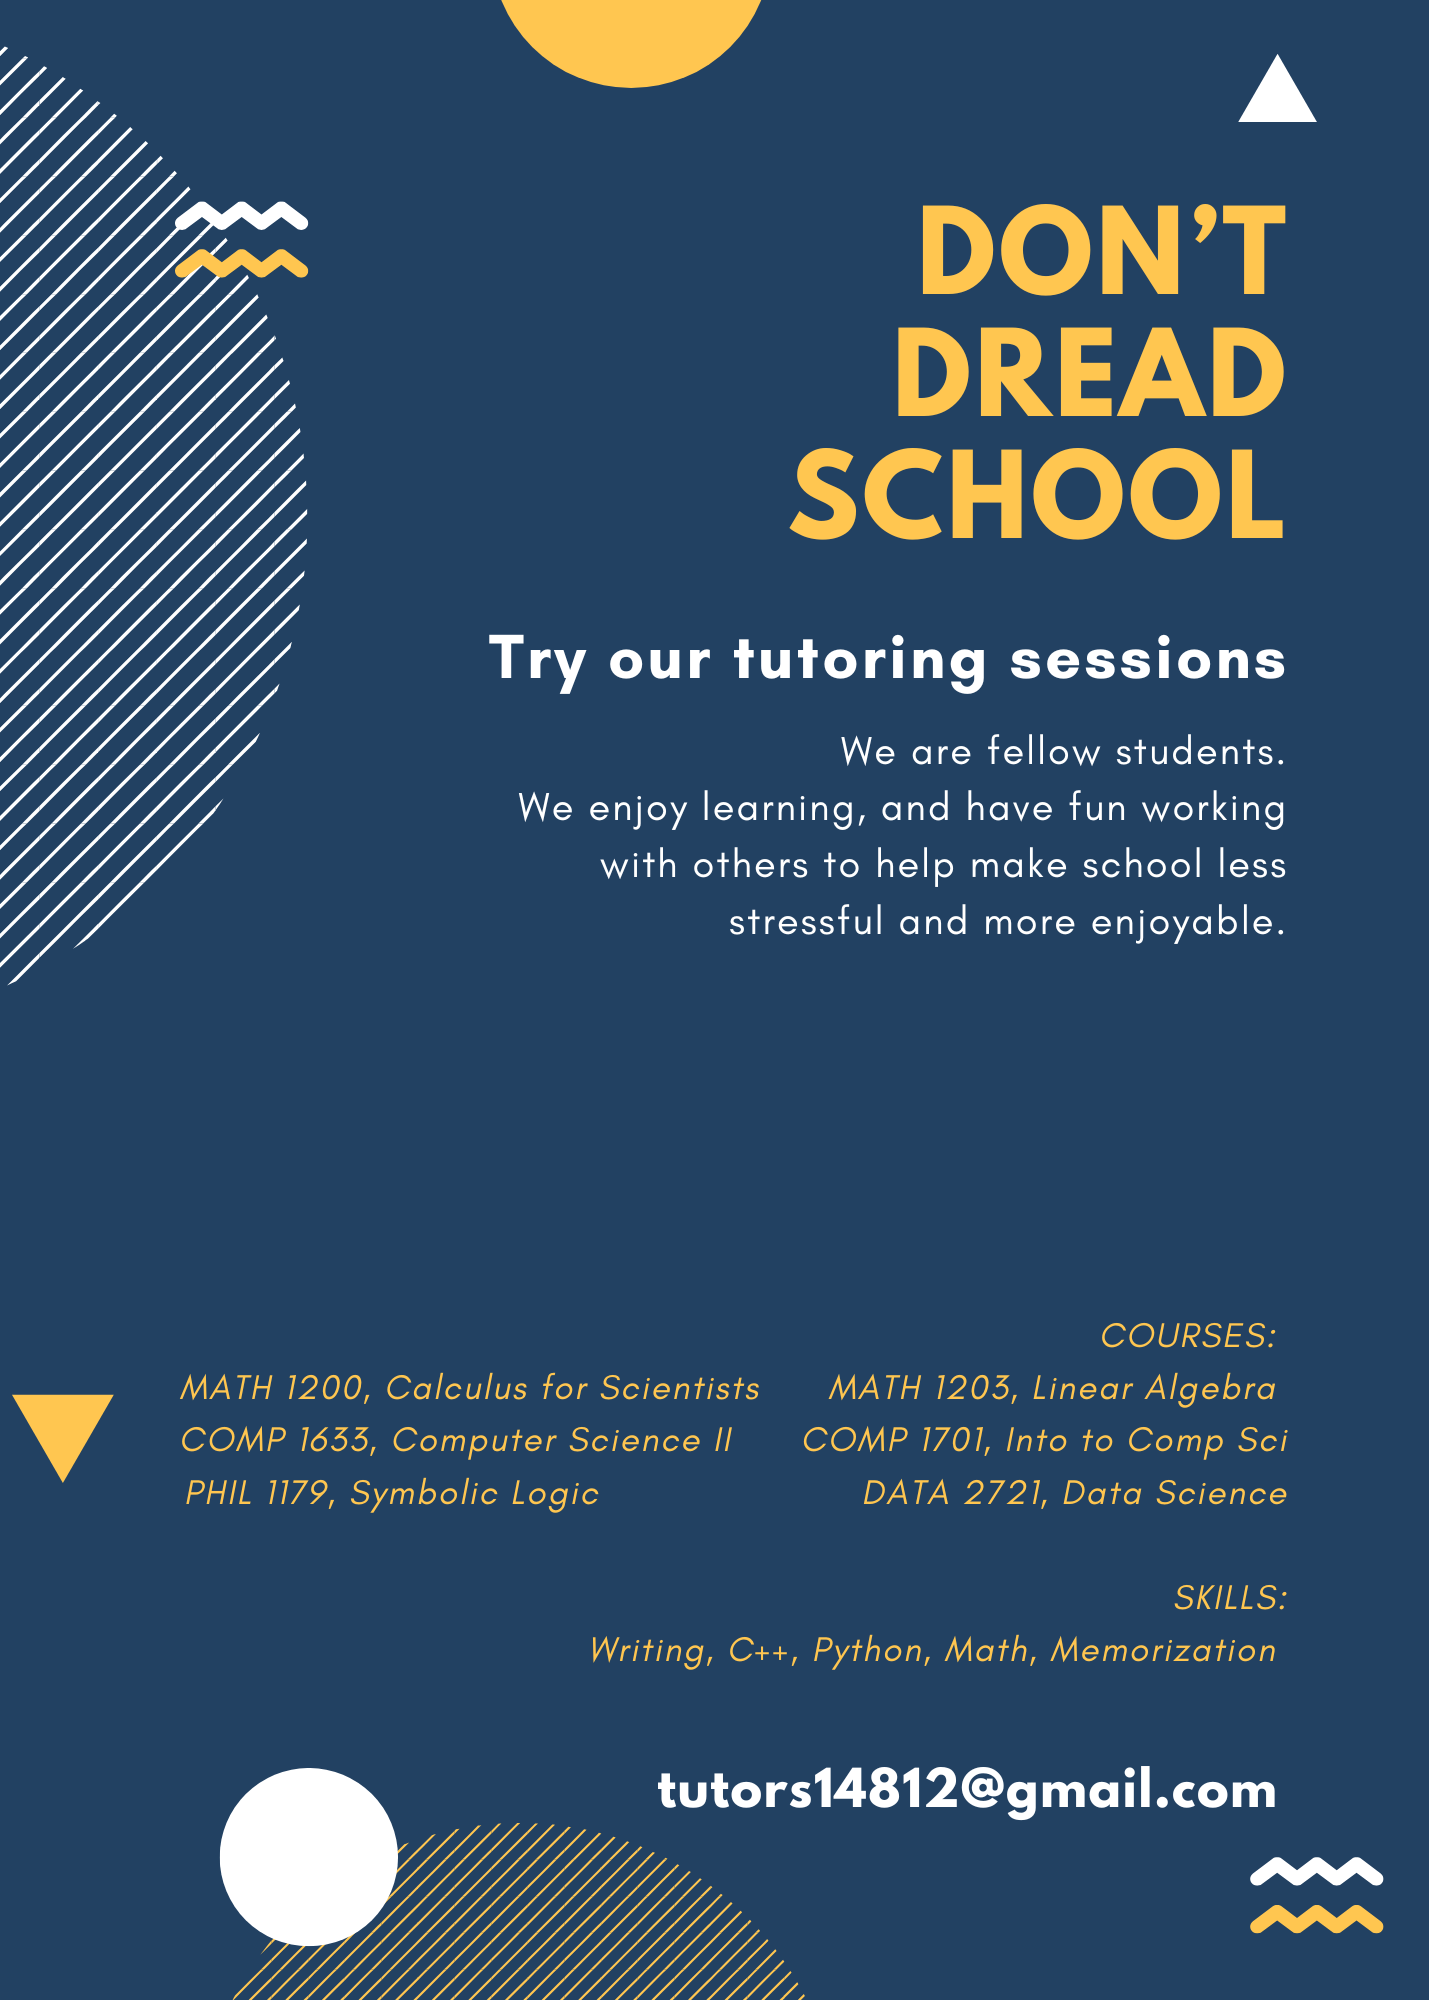 DON’T
DREAD
SCHOOL
Try our tutoring sessions
We are fellow students.
We enjoy learning, and have fun working
with others to help make school less
stressful and more enjoyable.
COURSES:
MATH 1200, Calculus for Scientists MATH 1203, Linear Algebra
COMP 1633, Computer Science II COMP 1701, Into to Comp Sci
PHIL 1179, Symbolic Logic DATA 2721, Data Science
SKILLS:
Writing, C++, Python, Math, Memorization
tutors14812@gmail.com